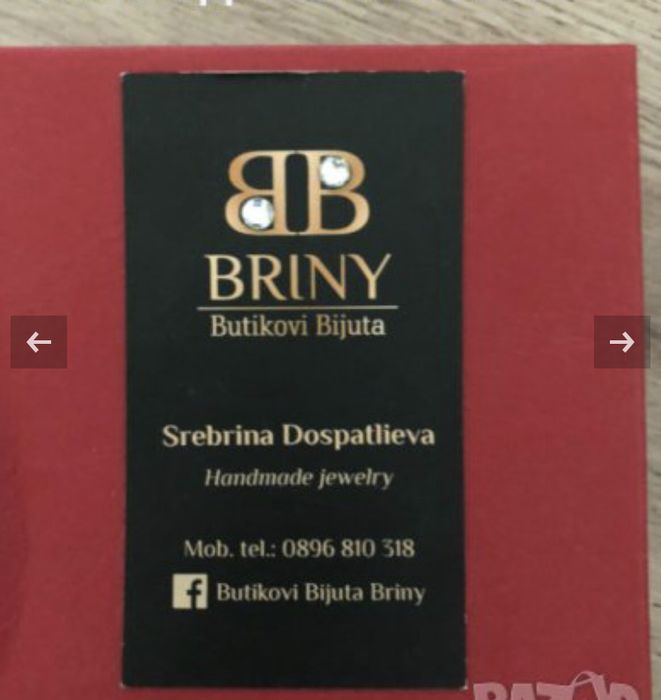 BB
BRINY
Butikovi Bijuta
Srebrina Dospatlieva
Handmade jewelry
Mob. tel.: 0896 810 318
f Butikovi Bijuta Briny